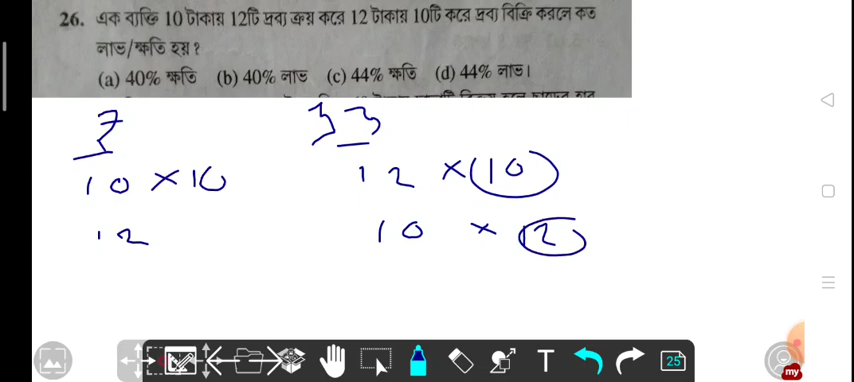 26. এক ব্যক্তি 10 টাকায় 12টি দ্রব্য ক্রয় করে 12 টাকায় 10টি করে দ্রব্য বিক্রি করলে কত
লাভ/ক্ষতি হয়?
(a) 40% ক্ষতি (b) 40% লাভ (c) 44% ক্ষতি (d) 44% লাভ।
10 × 10 12 × 10
12 10 × 12
T 25
my